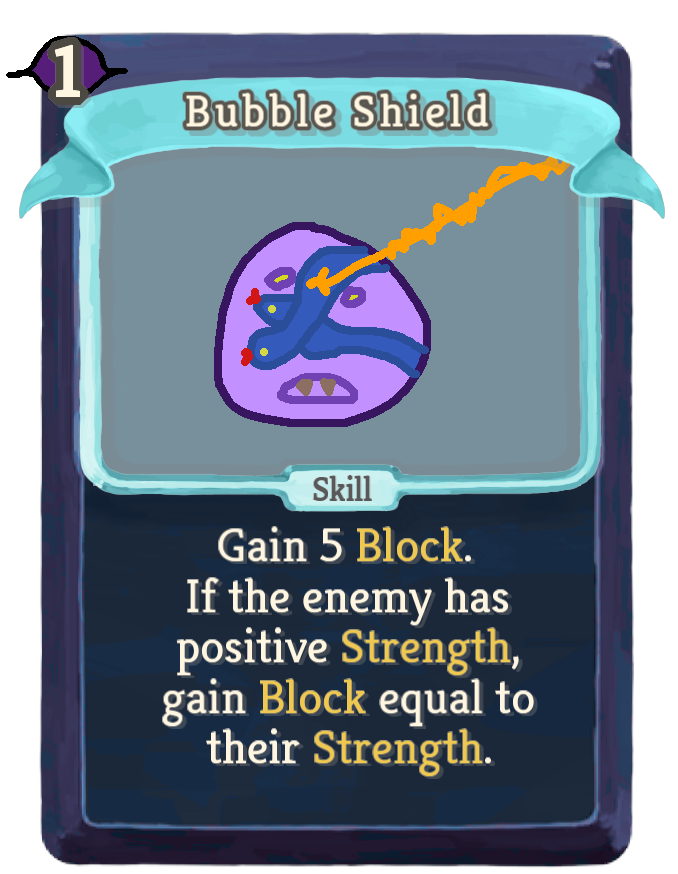 1
Bubble Shield
Skill
Gain 5 Block.
If the enemy has
positive Strength,
gain Block equal to
their Strength.